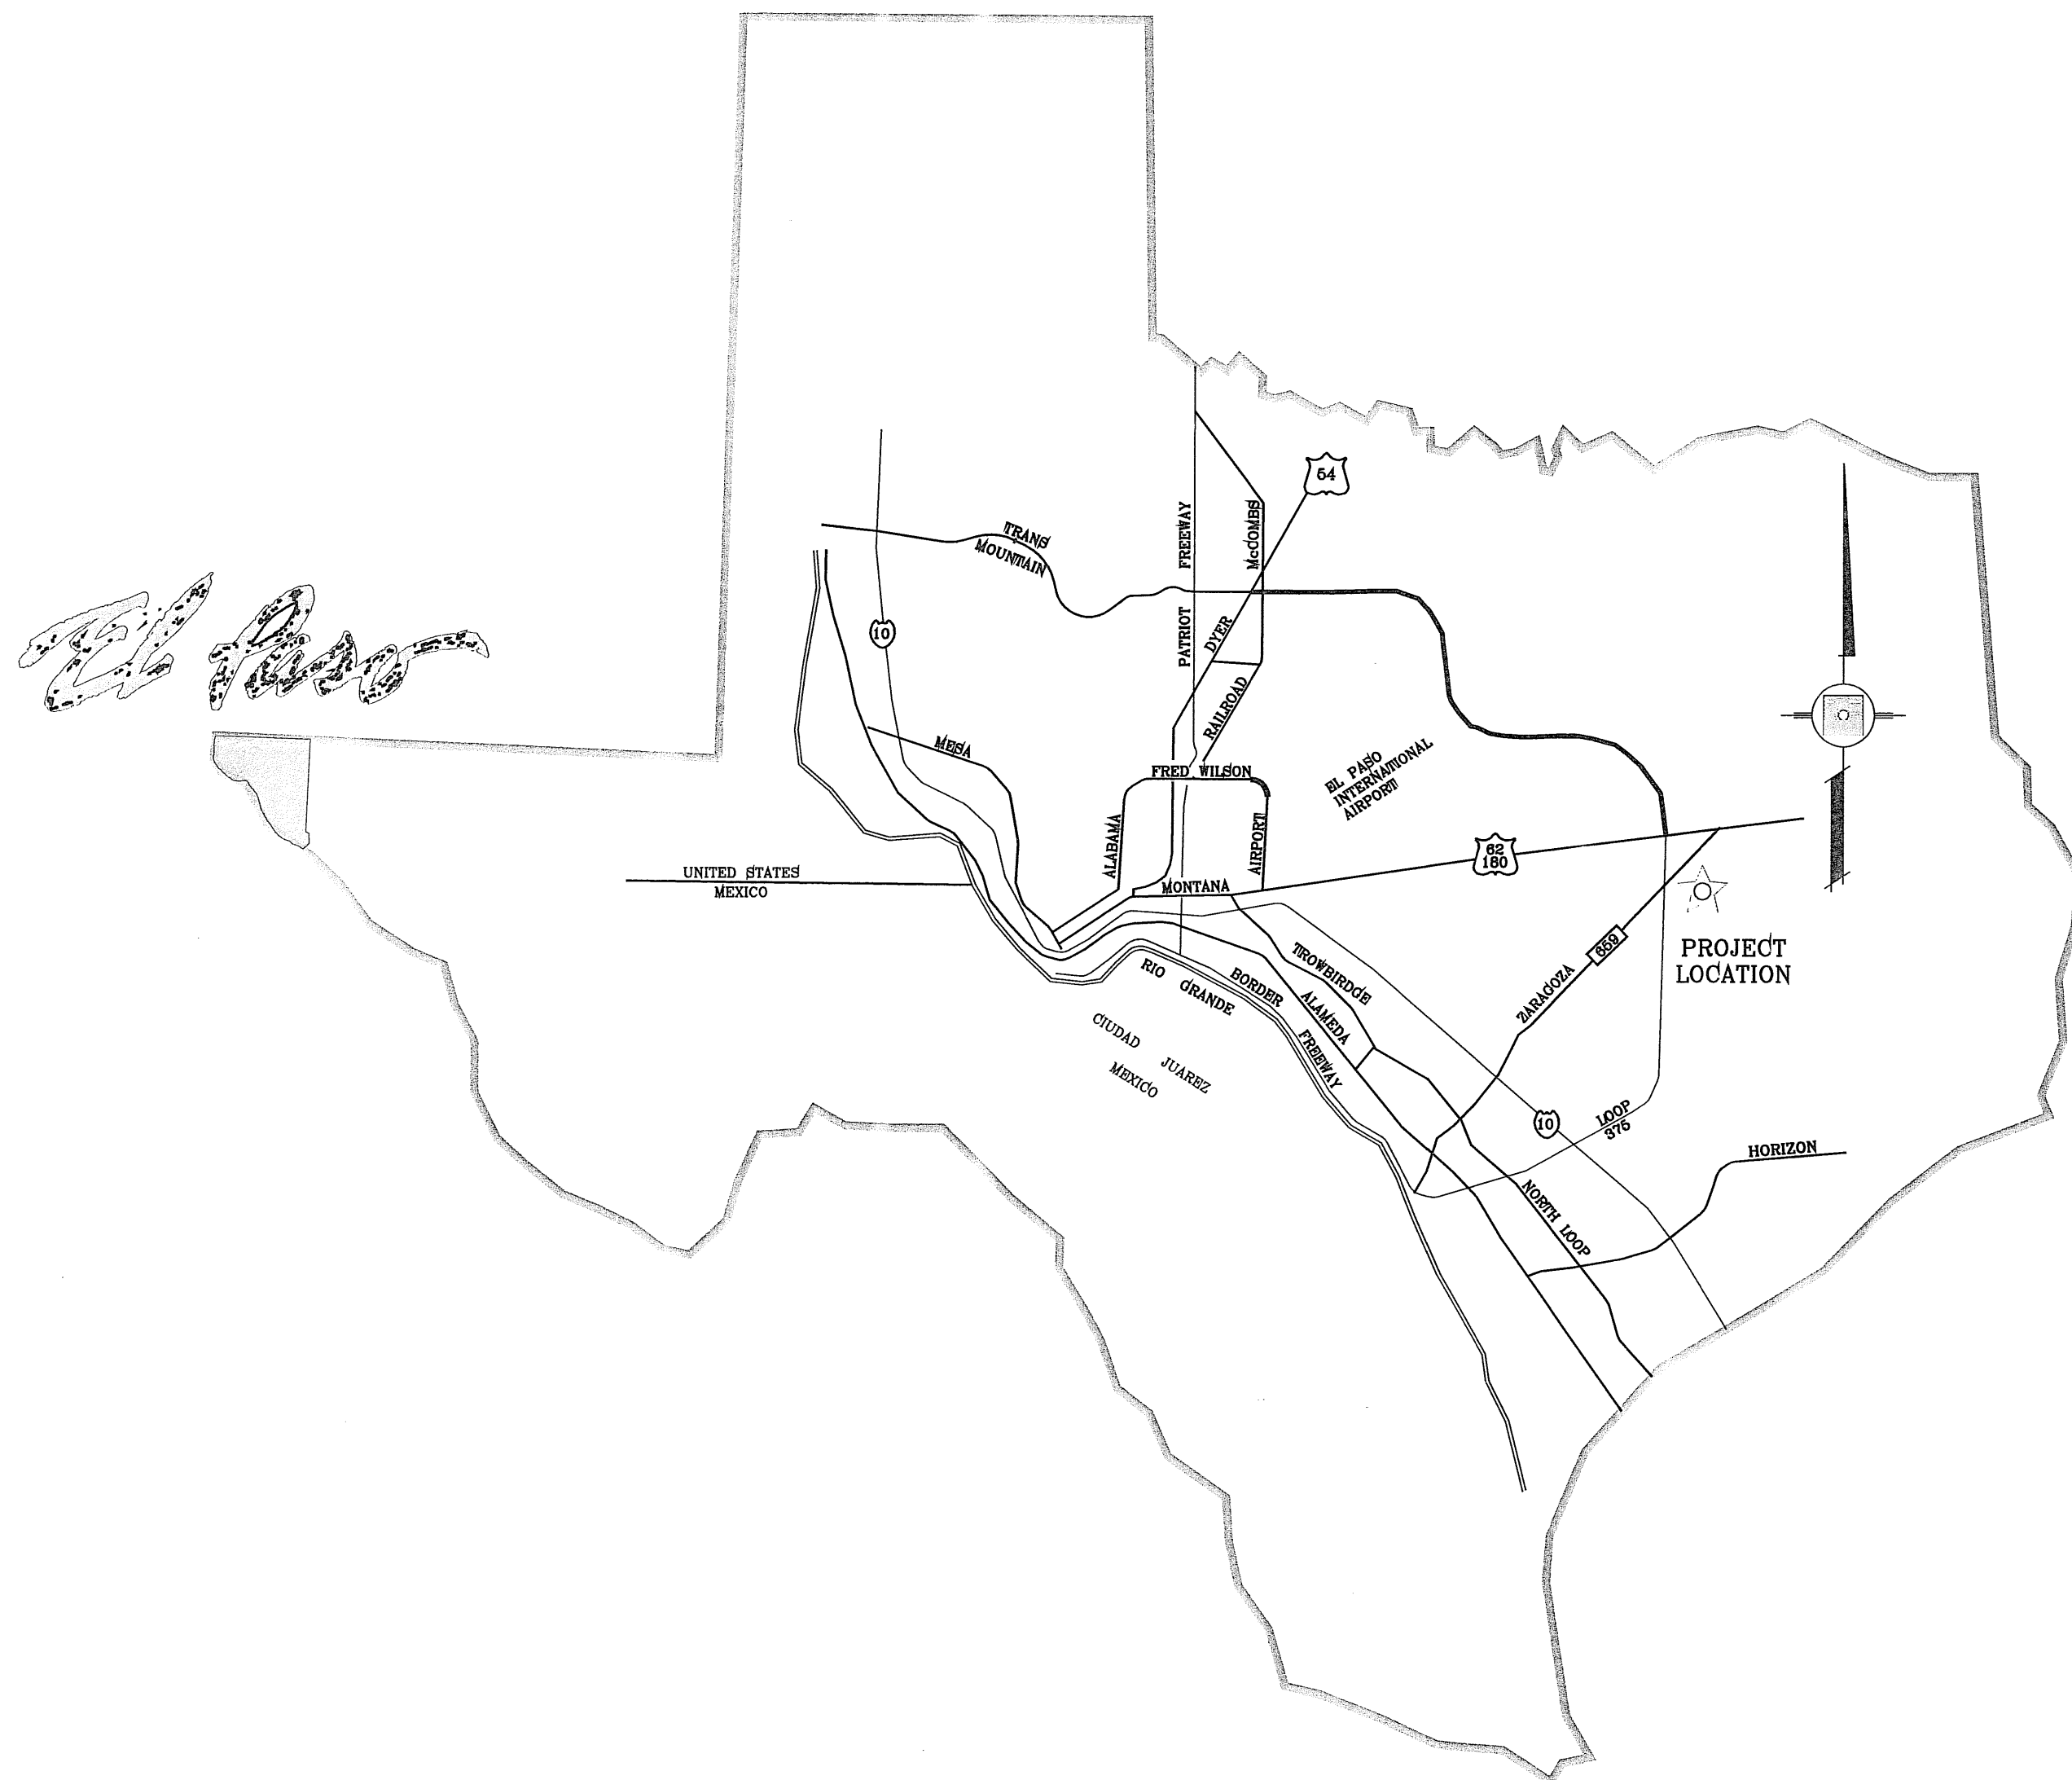 El Paso
54
TRANS
MOUNTAIN
PATRIOT FREEWAY
McCOMBS
10
DYER
RAILROAD
MESA
FRED WILSON
EL PASO
INTERNATIONAL
AIRPORT
ALABAMA
AIRPORT
62
180
UNITED STATES
MEXICO
MONTANA
PROJECT
LOCATION
659
ZARAGOZA
TROWBIRDGE
RIO GRANDE
BORDER FREEWAY
ALAMEDA
CIUDAD JUAREZ
MEXICO
10
LOOP
375
HORIZON
NORTH LOOP